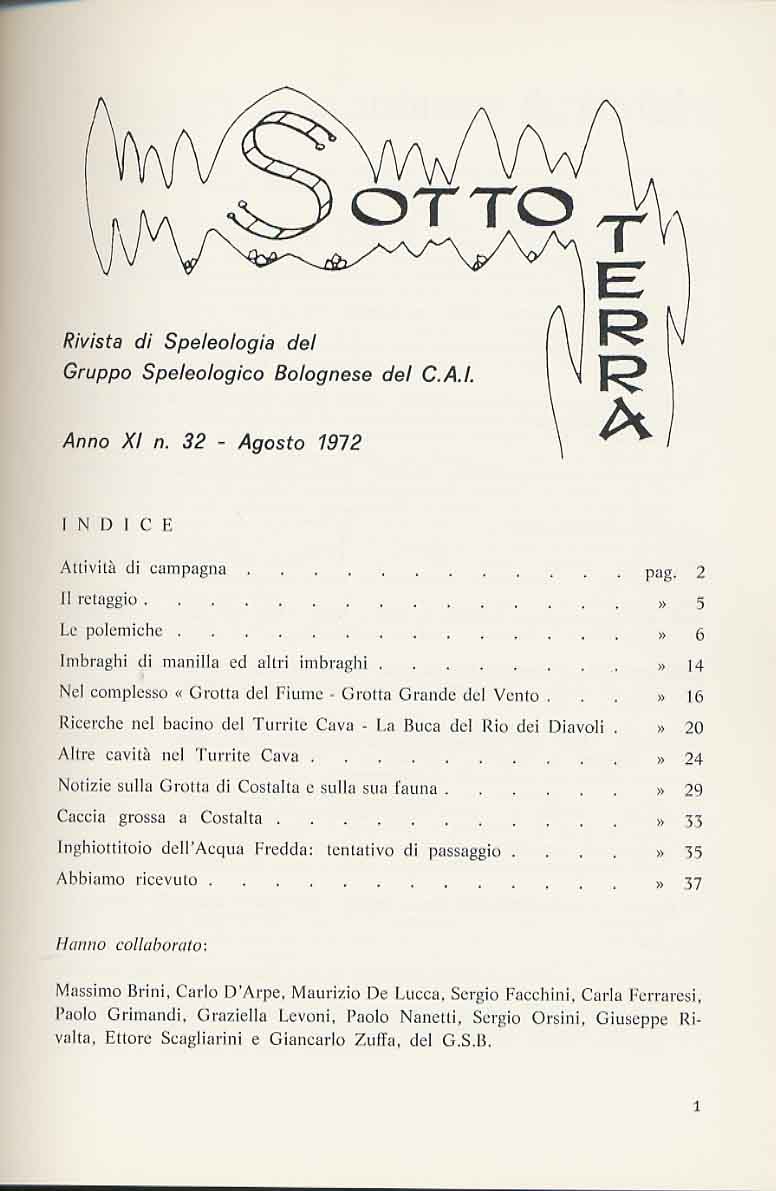 SOTTO
TERRA
Rivista di Speleologia del
Gruppo Speleologico Bolognese del C.A.I.
Anno XI n. 32 - Agosto 1972
INDICE
Attività di campagna . . . . . . . . . . . . pag. 2
Il retaggio . . . . . . . . . . . . . . . » 5
Le polemiche . . . . . . . . . . . . . . » 6
Imbraghi di manilla ed altri imbraghi . . . . . . . . » 14
Nel complesso « Grotta del Fiume - Grotta Grande del Vento . . . » 16
Ricerche nel bacino del Turrite Cava - La Buca del Rio dei Diavoli . » 20
Altre cavità nel Turrite Cava . . . . . . . . . . » 24
Notizie sulla Grotta di Costalta e sulla sua fauna . . . . . . » 29
Caccia grossa a Costalta . . . . . . . . . . . » 33
Inghiottitoio dell'Acqua Fredda: tentativo di passaggio . . . . » 35
Abbiamo ricevuto . . . . . . . . . . . . . » 37
Hanno collaborato:
Massimo Brini, Carlo D'Arpe, Maurizio De Lucca, Sergio Facchini, Carla Ferraresi,
Paolo Grimandi, Graziella Levoni, Paolo Nanetti, Sergio Orsini, Giuseppe Ri-
valta, Ettore Scagliarini e Giancarlo Zuffa, del G.S.B.
1